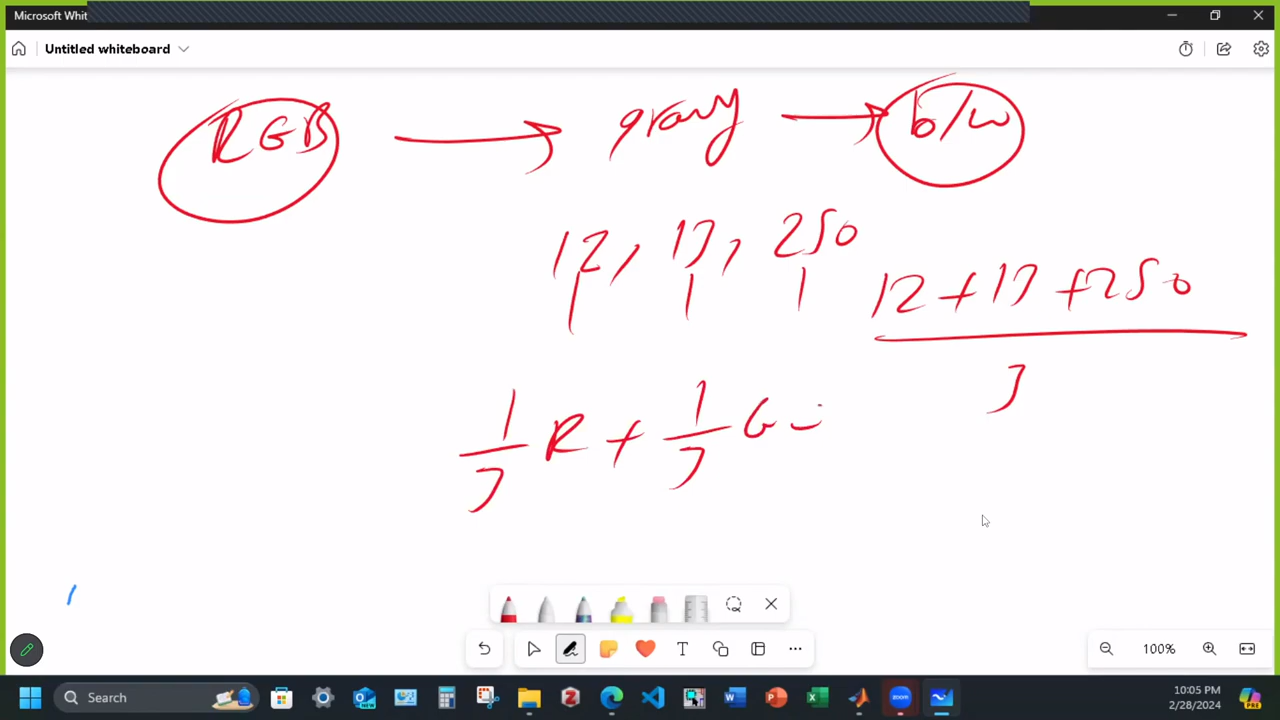 Microsoft Whit
Untitled whiteboard
RGB → gray → b/w
12, 17, 250
12 + 17 + 250
3
1/3 R + 1/3 G
100%
Search
10:05 PM
2/28/2024